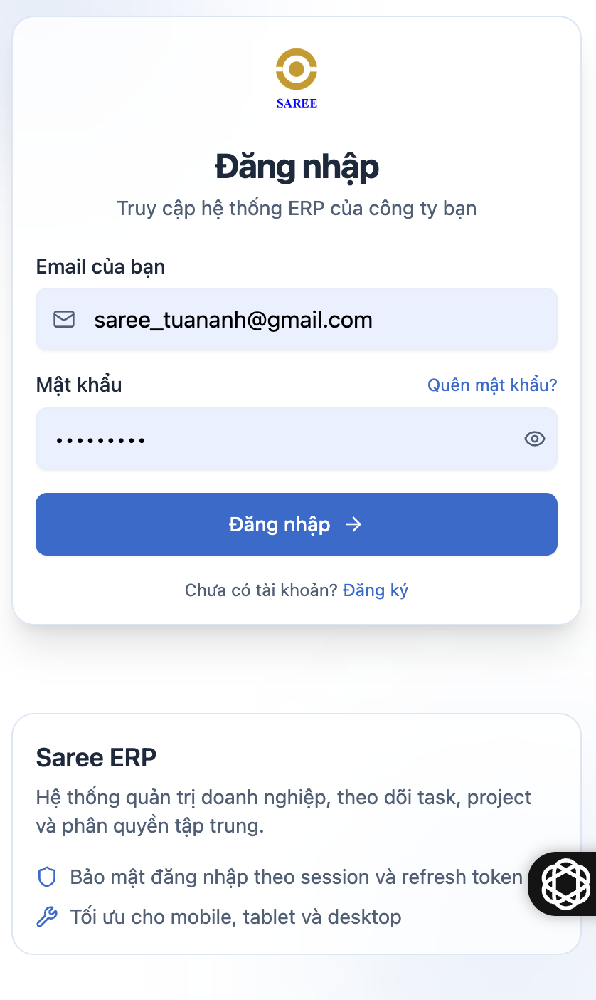 SAREE
Đăng nhập
Truy cập hệ thống ERP của công ty bạn
Email của bạn
saree_tuananh@gmail.com
Mật khẩu
Quên mật khẩu?
•••••••••
Đăng nhập →
Chưa có tài khoản? Đăng ký
Saree ERP
Hệ thống quản trị doanh nghiệp, theo dõi task, project
và phân quyền tập trung.
Bảo mật đăng nhập theo session và refresh token
Tối ưu cho mobile, tablet và desktop